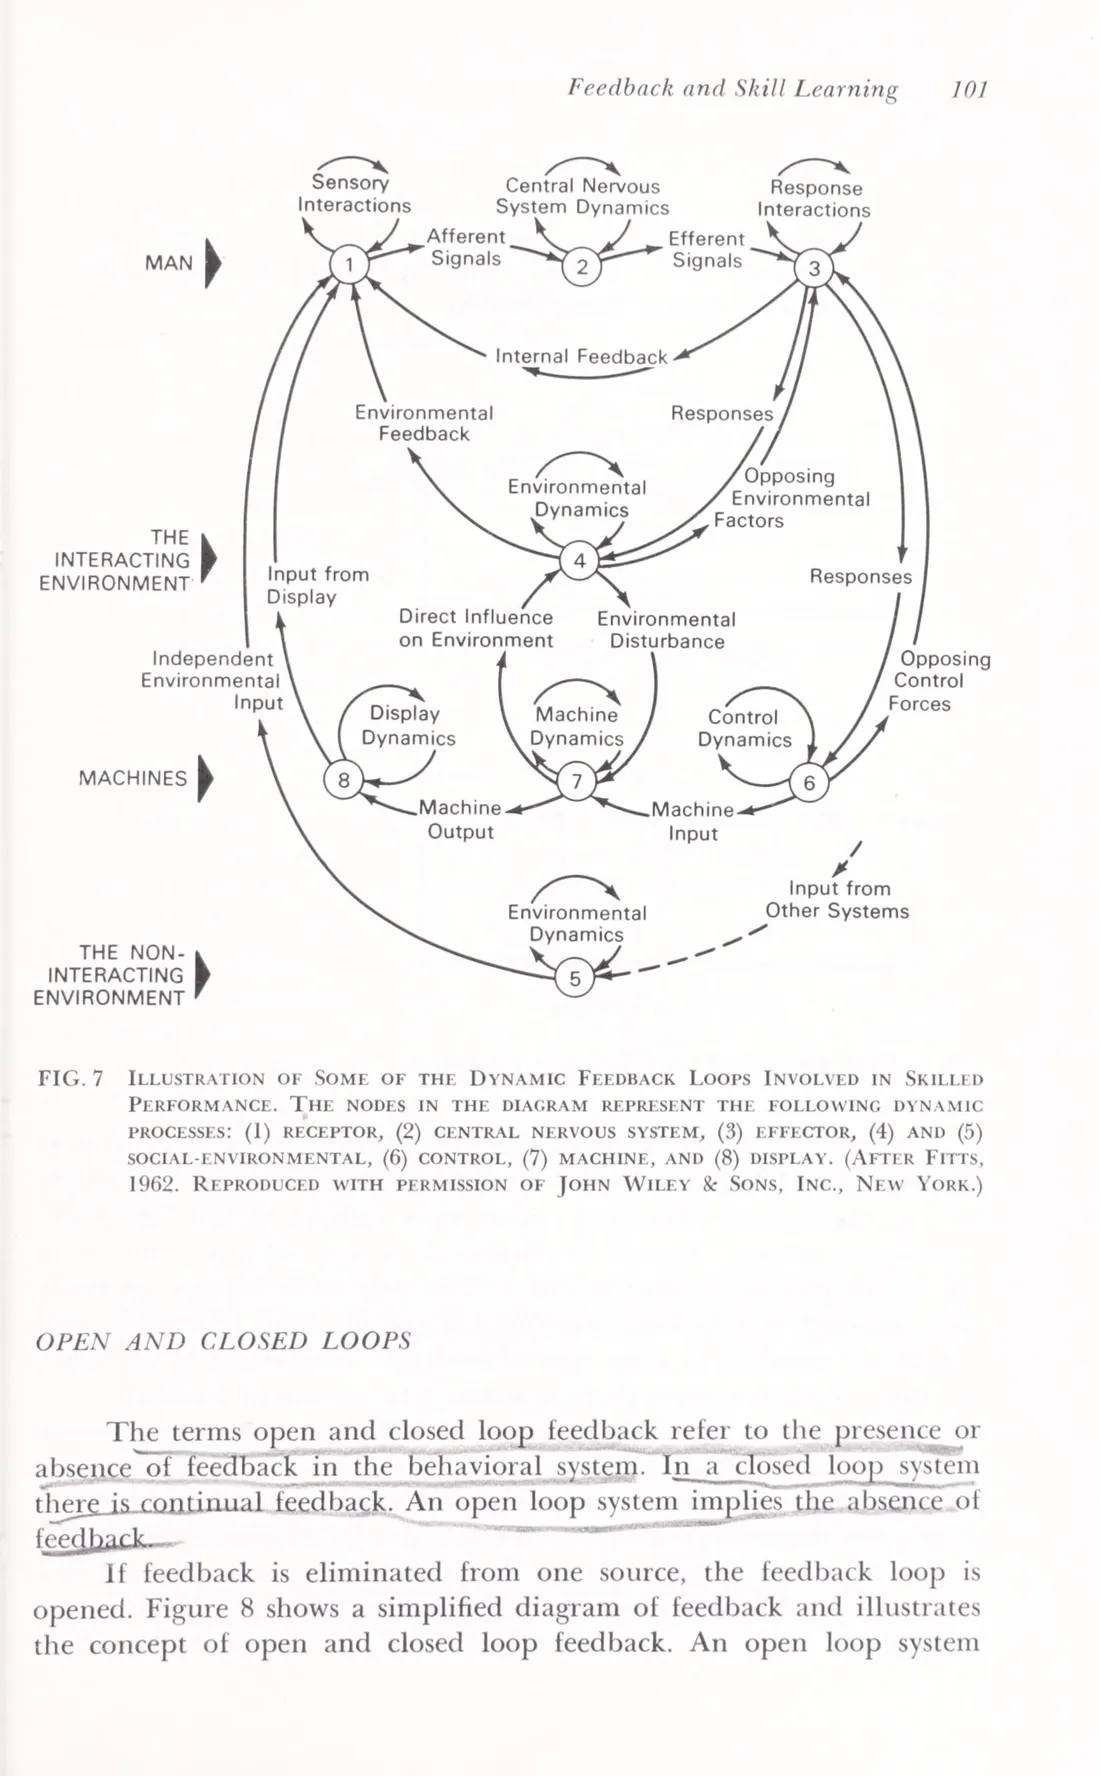 Feedback and Skill Learning 101
Sensory
Interactions
Central Nervous
System Dynamics
Response
Interactions
Afferent
Signals
Efferent
Signals
MAN
1
2
3
Internal Feedback
Environmental
Feedback
Responses
Environmental
Dynamics
Opposing
Environmental
Factors
THE
INTERACTING
ENVIRONMENT
4
Input from
Display
Responses
Direct Influence
on Environment
Environmental
Disturbance
Independent
Environmental
Input
Opposing
Control
Forces
Display
Dynamics
Machine
Dynamics
Control
Dynamics
MACHINES
8
7
6
Machine
Output
Machine
Input
Input from
Other Systems
Environmental
Dynamics
THE NON-
INTERACTING
ENVIRONMENT
5
FIG. 7 ILLUSTRATION OF SOME OF THE DYNAMIC FEEDBACK LOOPS INVOLVED IN SKILLED
PERFORMANCE. THE NODES IN THE DIAGRAM REPRESENT THE FOLLOWING DYNAMIC
PROCESSES: (1) RECEPTOR, (2) CENTRAL NERVOUS SYSTEM, (3) EFFECTOR, (4) AND (5)
SOCIAL-ENVIRONMENTAL, (6) CONTROL, (7) MACHINE, AND (8) DISPLAY. (AFTER FITTS,
1962. REPRODUCED WITH PERMISSION OF JOHN WILEY & SONS, INC., NEW YORK.)
OPEN AND CLOSED LOOPS
The terms open and closed loop feedback refer to the presence or
absence of feedback in the behavioral system. In a closed loop system
there is continual feedback. An open loop system implies the absence of
feedback.
If feedback is eliminated from one source, the feedback loop is
opened. Figure 8 shows a simplified diagram of feedback and illustrates
the concept of open and closed loop feedback. An open loop system